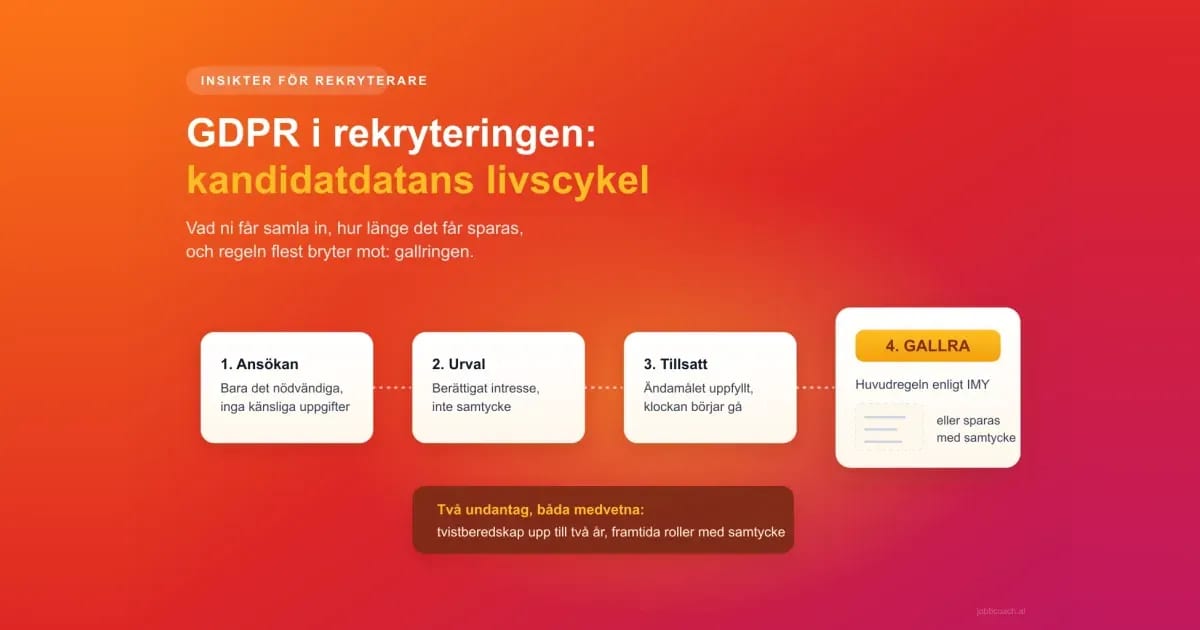 INSIKTER FÖR REKRYTERARE
GDPR i rekryteringen:
kandidatdatans livscykel
Vad ni får samla in, hur länge det får sparas,
och regeln flest bryter mot: gallringen.
1. Ansökan
Bara det nödvändiga,
inga känsliga uppgifter
2. Urval
Berättigat intresse,
inte samtycke
3. Tillsatt
Ändamålet uppfyllt,
klockan börjar gå
4. GALLRA
Huvudregeln enligt IMY
eller sparas
med samtycke
Två undantag, båda medvetna:
tvistberedskap upp till två år, framtida roller med samtycke
jobbcoach.ai